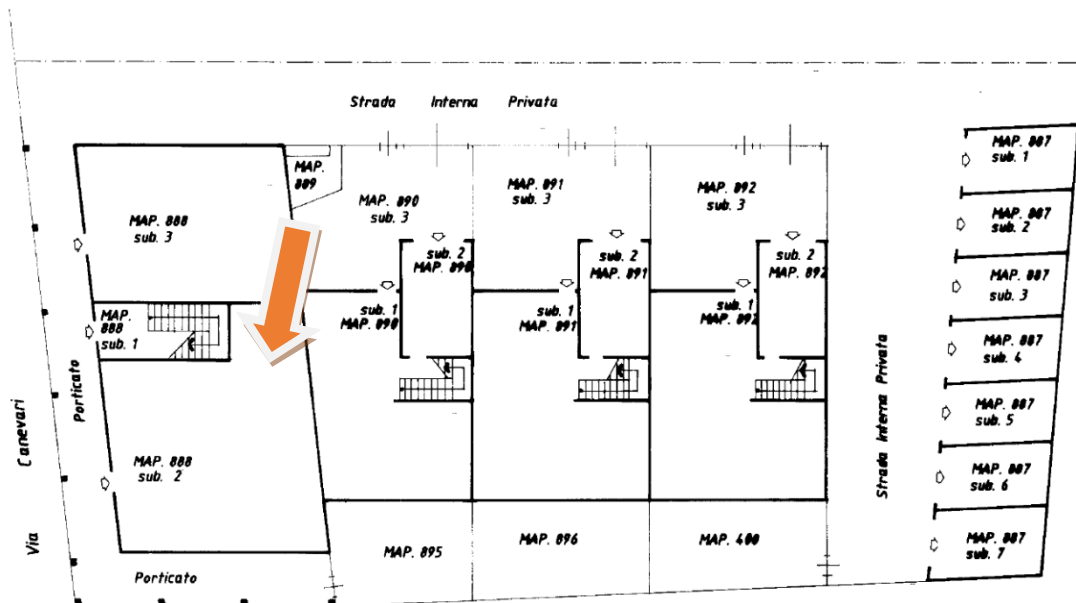 Strada Interna Privata
MAP. 888
sub. 3
MAP.
889
MAP. 890
sub. 3
sub. 2
MAP. 890
sub. 1
MAP. 890
MAP. 891
sub. 3
sub. 2
MAP. 891
sub. 1
MAP. 891
MAP. 892
sub. 3
sub. 2
MAP. 892
sub. 1
MAP. 892
MAP.
888
sub. 1
MAP. 888
sub. 2
Porticato
Via Canevari
Porticato
MAP. 895
MAP. 896
MAP. 400
Strada Interna Privata
MAP. 887
sub. 1
MAP. 887
sub. 2
MAP. 887
sub. 3
MAP. 887
sub. 4
MAP. 887
sub. 5
MAP. 887
sub. 6
MAP. 887
sub. 7